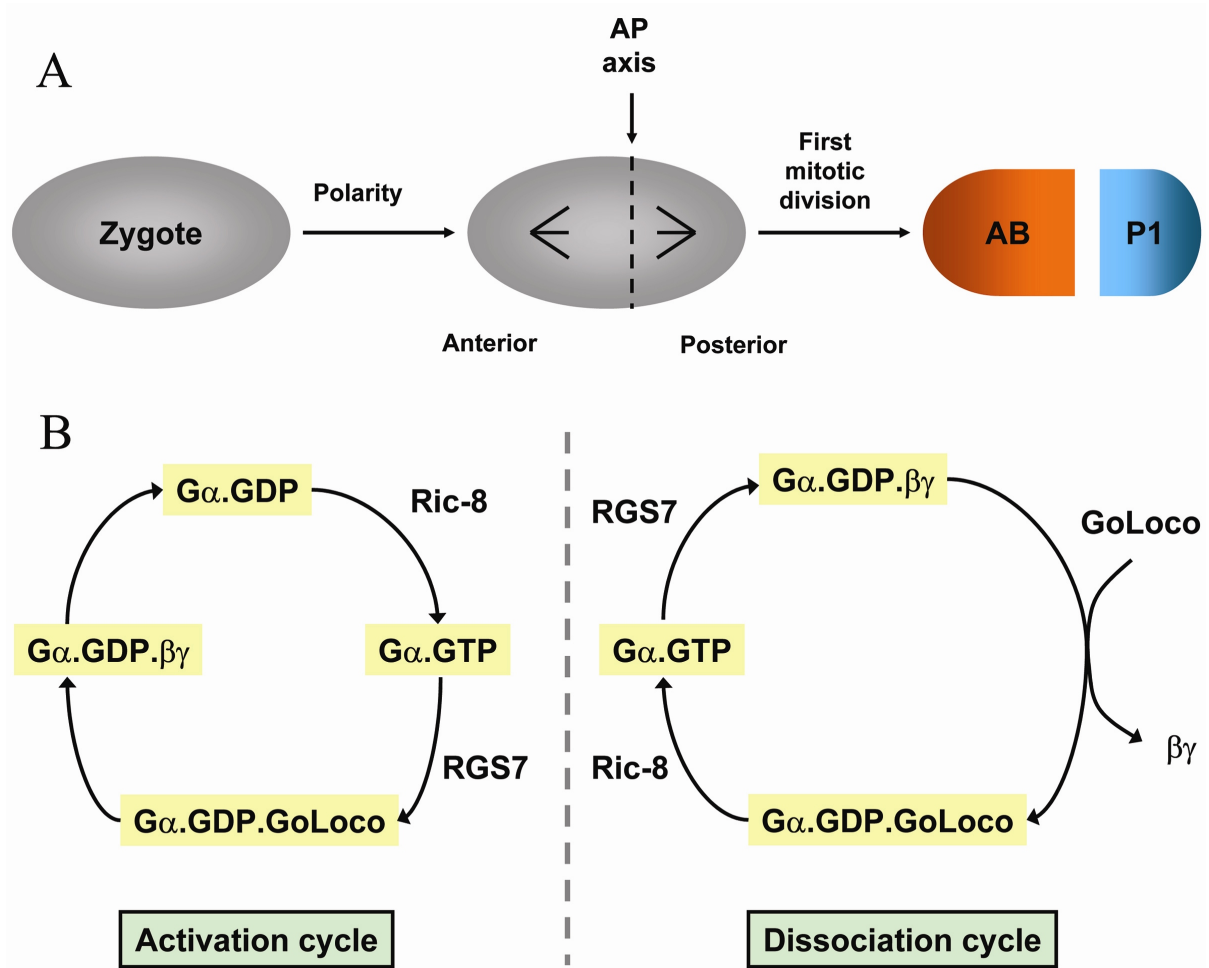 A
AP
axis
Zygote
Polarity
First
mitotic
division
AB
P1
Anterior
Posterior
B
Gα.GDP
Ric-8
Gα.GDP.βγ
Gα.GTP
RGS7
Gα.GDP.GoLoco
Activation cycle
Gα.GDP.βγ
RGS7
GoLoco
Gα.GTP
Ric-8
βγ
Gα.GDP.GoLoco
Dissociation cycle